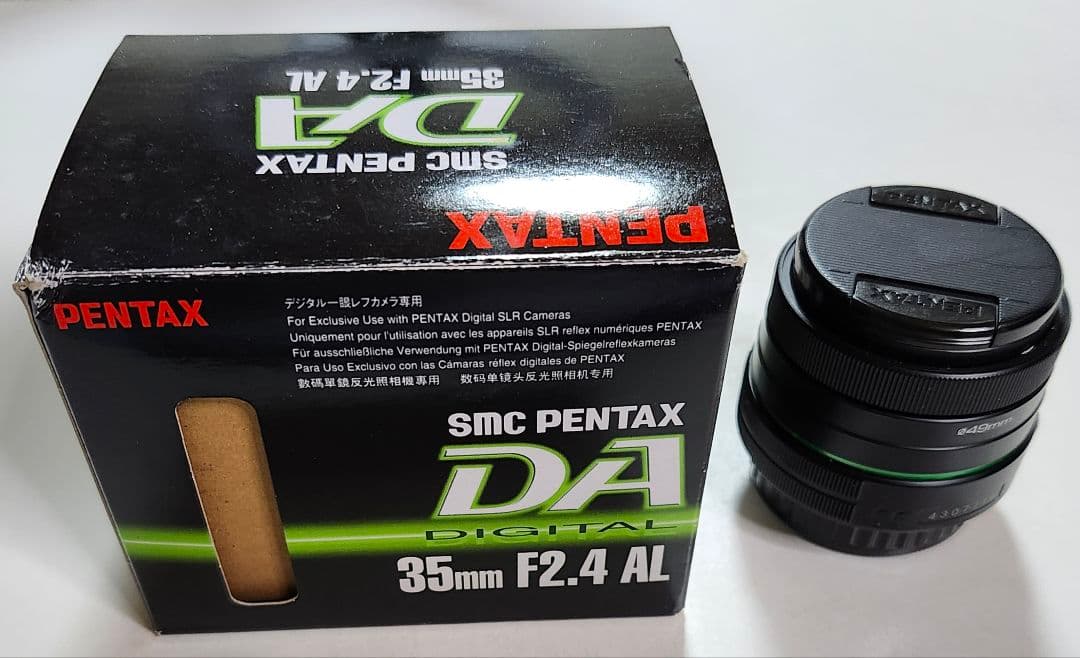 35mm F2.4 AL
DA
smc PENTAX
PENTAX
PENTAX
デジタル一眼レフカメラ専用
For Exclusive Use with PENTAX Digital SLR Cameras
Uniquement pour l'utilisation avec les appareils SLR reflex numériques PENTAX
Für ausschließliche Verwendung mit PENTAX Digital-Spiegelreflexkameras
Para Uso Exclusivo con las Cámaras réflex digitales de PENTAX
數碼單鏡反光照相機專用 数码单镜头反光照相机专用
smc PENTAX
DA
DIGITAL
35mm F2.4 AL
PENTAX
PENTAX
ø49mm